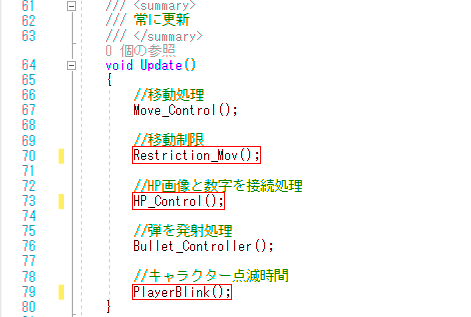 61 /// <summary>
62 /// 常に更新
63 /// </summary>
0 個の参照
64 void Update()
65 {
66 //移動処理
67 Move_Control();
68
69 //移動制限
70 Restriction_Mov();
71
72 //HP画像と数字を接続処理
73 HP_Control();
74
75 //弾を発射処理
76 Bullet_Controller();
77
78 //キャラクター点滅時間
79 PlayerBlink();
80 }